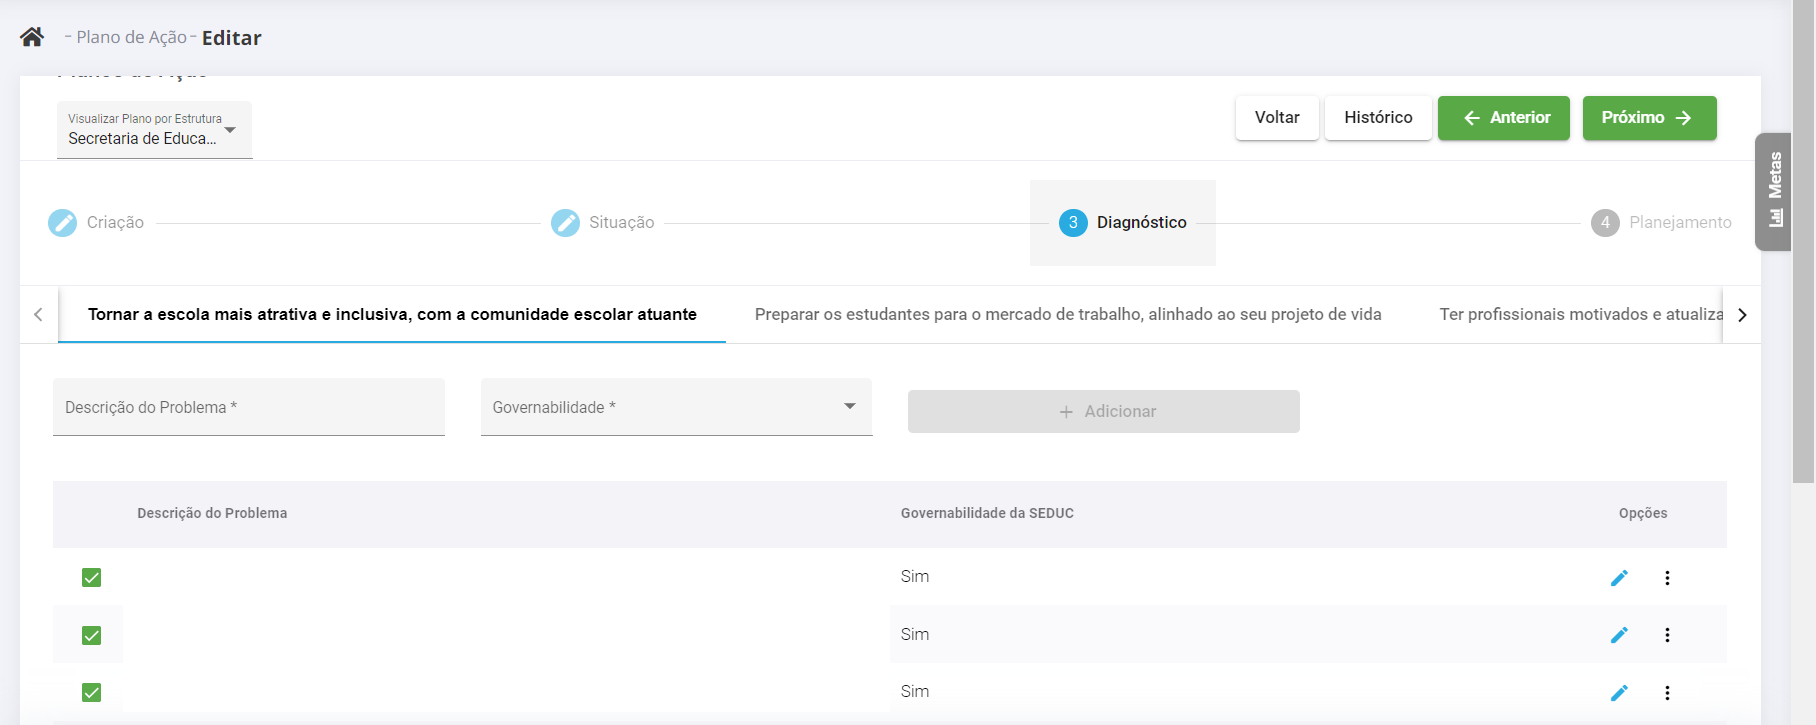 - Plano de Ação - Editar
Visualizar Plano por Estrutura
Secretaria de Educa...
Voltar
Histórico
Anterior
Próximo
Metas
Criação
Situação
3 Diagnóstico
4 Planejamento
Tornar a escola mais atrativa e inclusiva, com a comunidade escolar atuante
Preparar os estudantes para o mercado de trabalho, alinhado ao seu projeto de vida
Ter profissionais motivados e atualiza
Descrição do Problema *
Governabilidade *
+ Adicionar
Descrição do Problema
Governabilidade da SEDUC
Opções
Sim
Sim
Sim